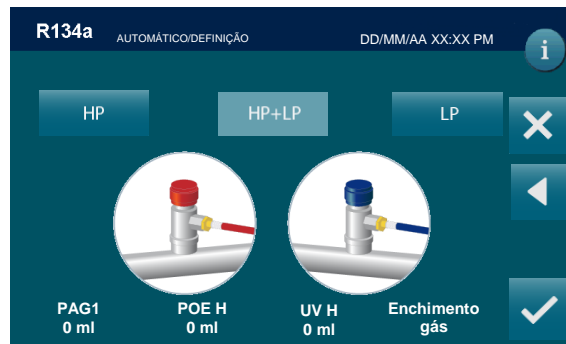 R134a AUTOMÁTICO/DEFINIÇÃO DD/MM/AA XX:XX PM
i
HP HP+LP LP
PAG1 POE H UV H Enchimento
0 ml 0 ml 0 ml gás